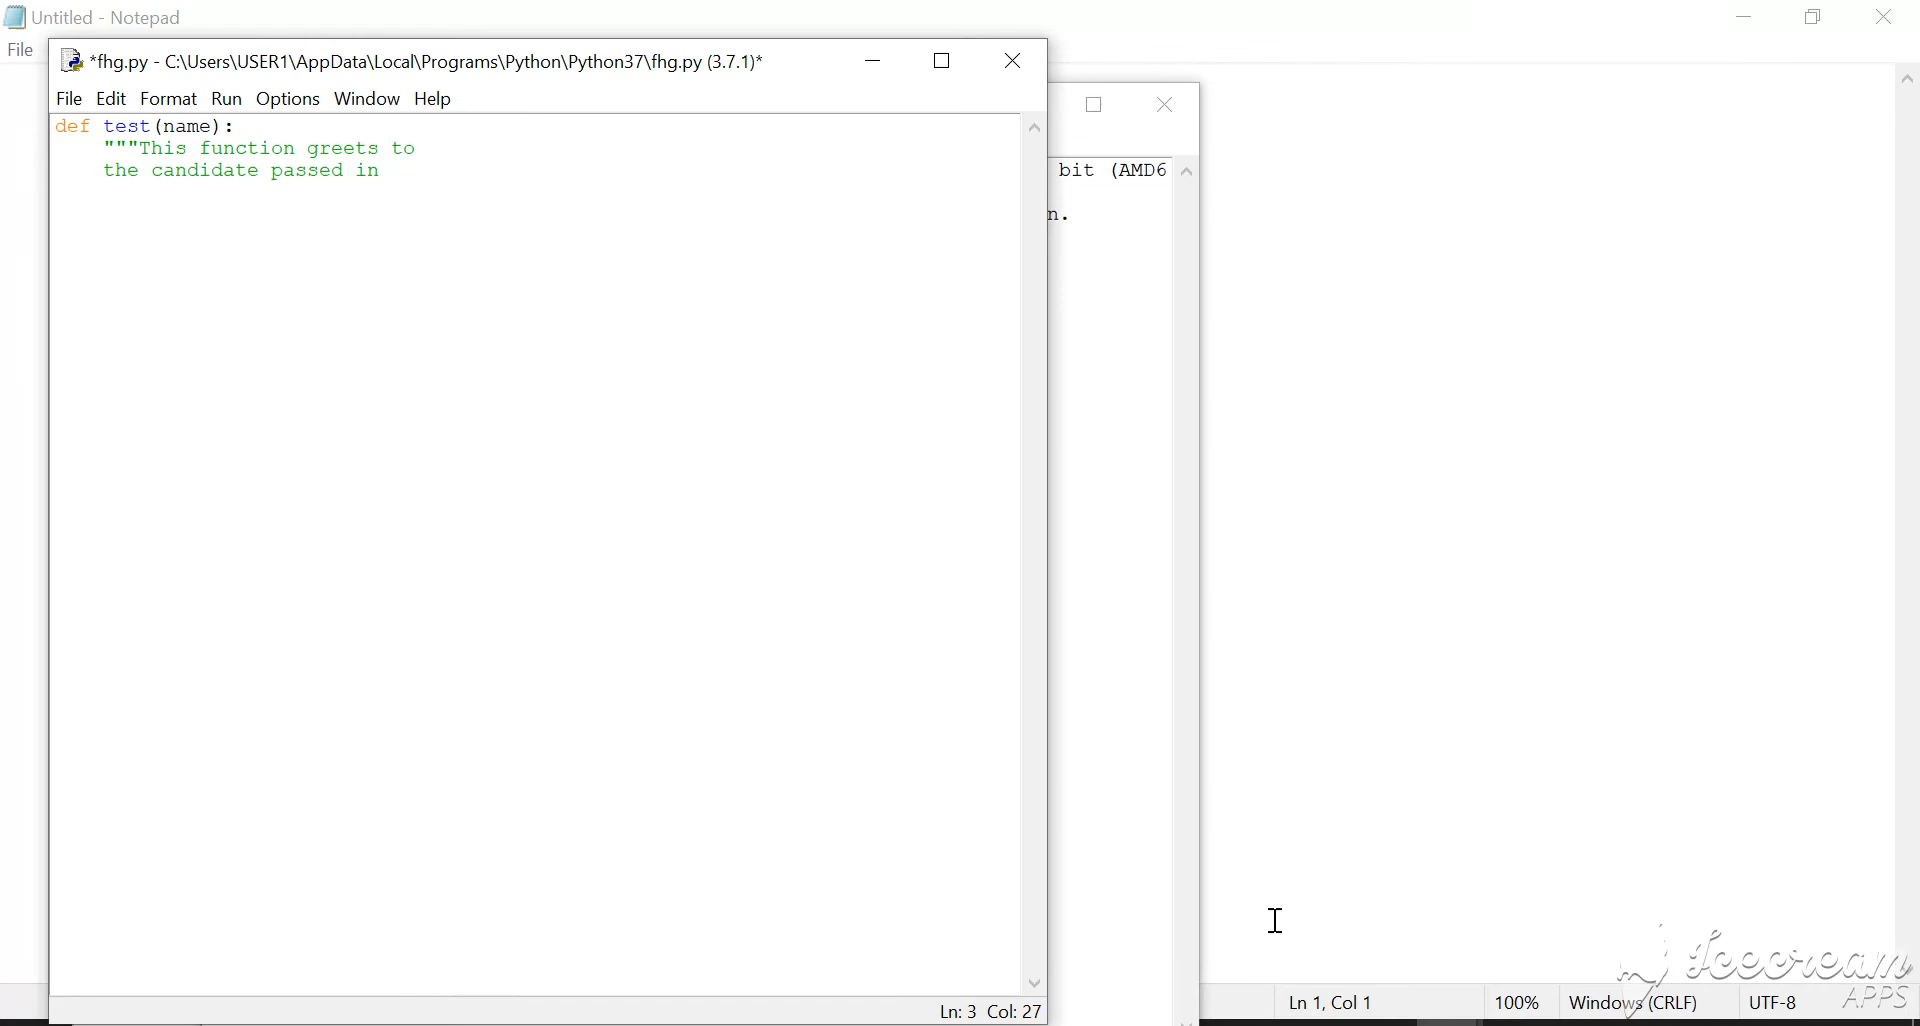 Untitled - Notepad
File
*fhg.py - C:\Users\USER1\AppData\Local\Programs\Python\Python37\fhg.py (3.7.1)*
File Edit Format Run Options Window Help
def test(name):
"""This function greets to
the candidate passed in
bit (AMD6
n.
Ln: 3 Col: 27
Ln 1, Col 1
100%
Windows (CRLF)
UTF-8
Icecream
APPS